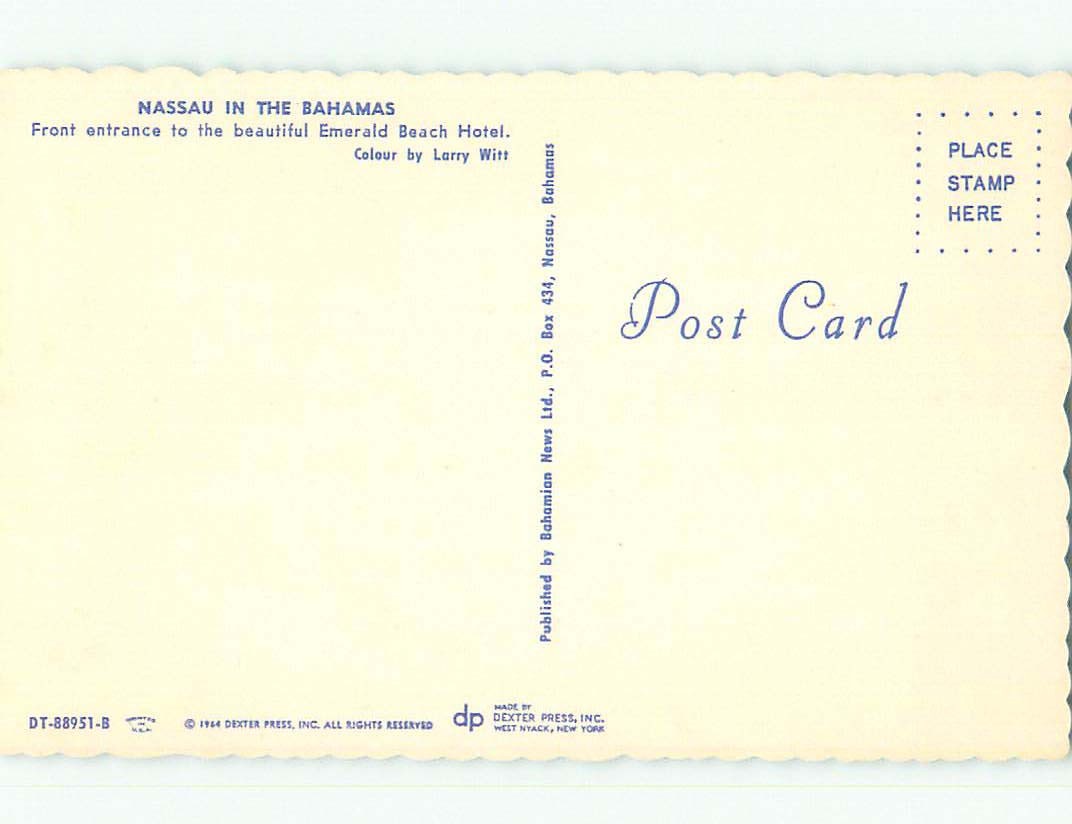 NASSAU IN THE BAHAMAS
Front entrance to the beautiful Emerald Beach Hotel.
Colour by Larry Witt
Published by Bahamian News Ltd., P.O. Box 434, Nassau, Bahamas
PLACE
STAMP
HERE
Post Card
DT-88951-B
© 1964 DEXTER PRESS, INC. ALL RIGHTS RESERVED
dp
MADE BY
DEXTER PRESS, INC.
WEST NYACK, NEW YORK